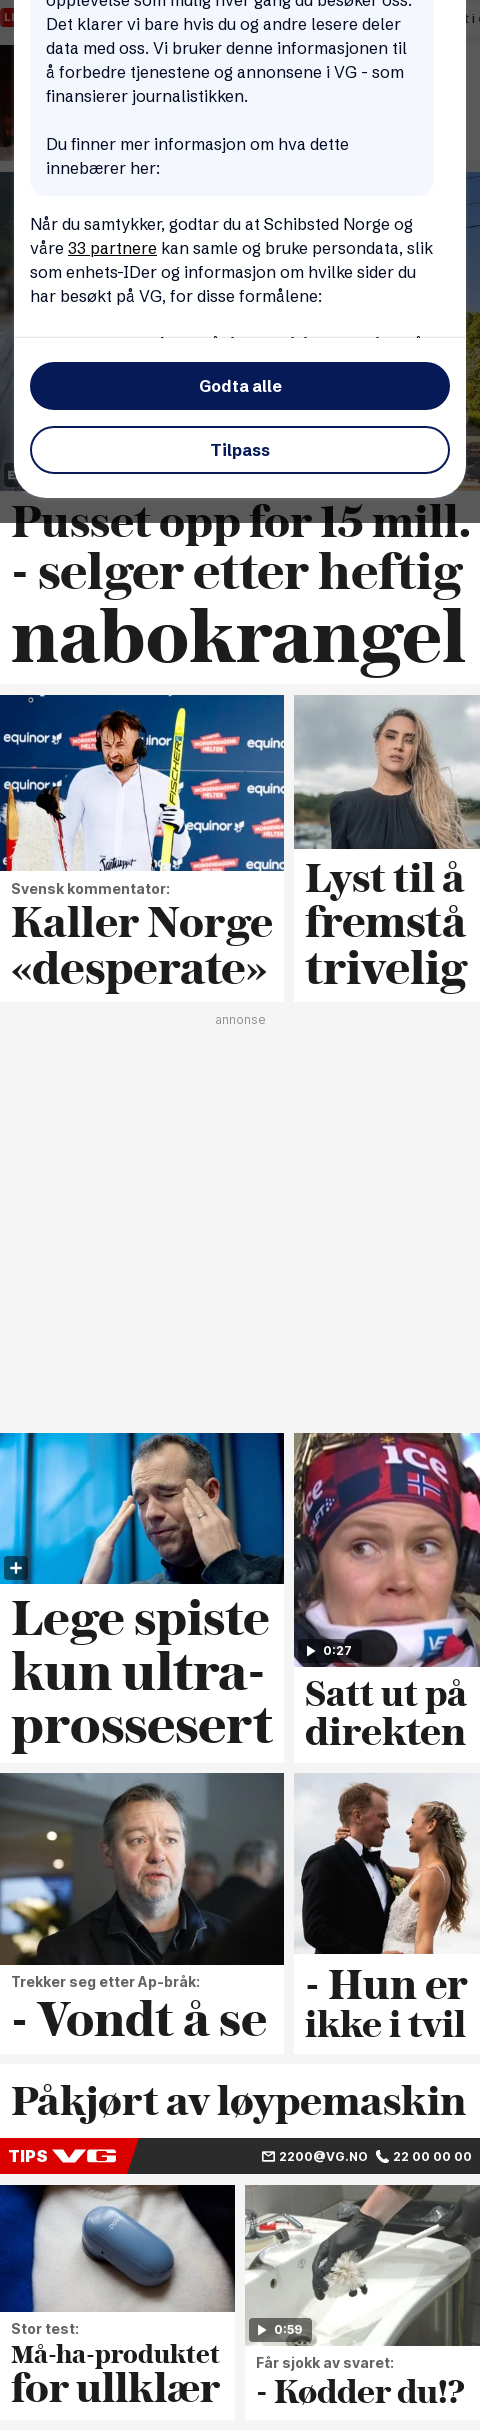 opplevelse som mulig hver gang du besøker oss.
Det klarer vi bare hvis du og andre lesere deler
data med oss. Vi bruker denne informasjonen til
å forbedre tjenestene og annonsene i VG - som
finansierer journalistikken.
Du finner mer informasjon om hva dette
innebærer her:
Når du samtykker, godtar du at Schibsted Norge og
våre 33 partnere kan samle og bruke persondata, slik
som enhets-IDer og informasjon om hvilke sider du
har besøkt på VG, for disse formålene:
Godta alle
Tilpass
Pusset opp for 15 mill.
- selger etter heftig
nabokrangel
equinor
equinor
equinor
FISCHER
Svensk kommentator:
Kaller Norge
«desperate»
Lyst til å
fremstå
trivelig
annonse
Lege spiste
kun ultra-
prosessert
ice
ice
0:27
Satt ut på
direkten
Trekker seg etter Ap-bråk:
- Vondt å se
- Hun er
ikke i tvil
Påkjørt av løypemaskin
TIPS VG
2200@VG.NO 22 00 00 00
Stor test:
Må-ha-produktet
for ullklær
0:59
Får sjokk av svaret:
- Kødder du!?